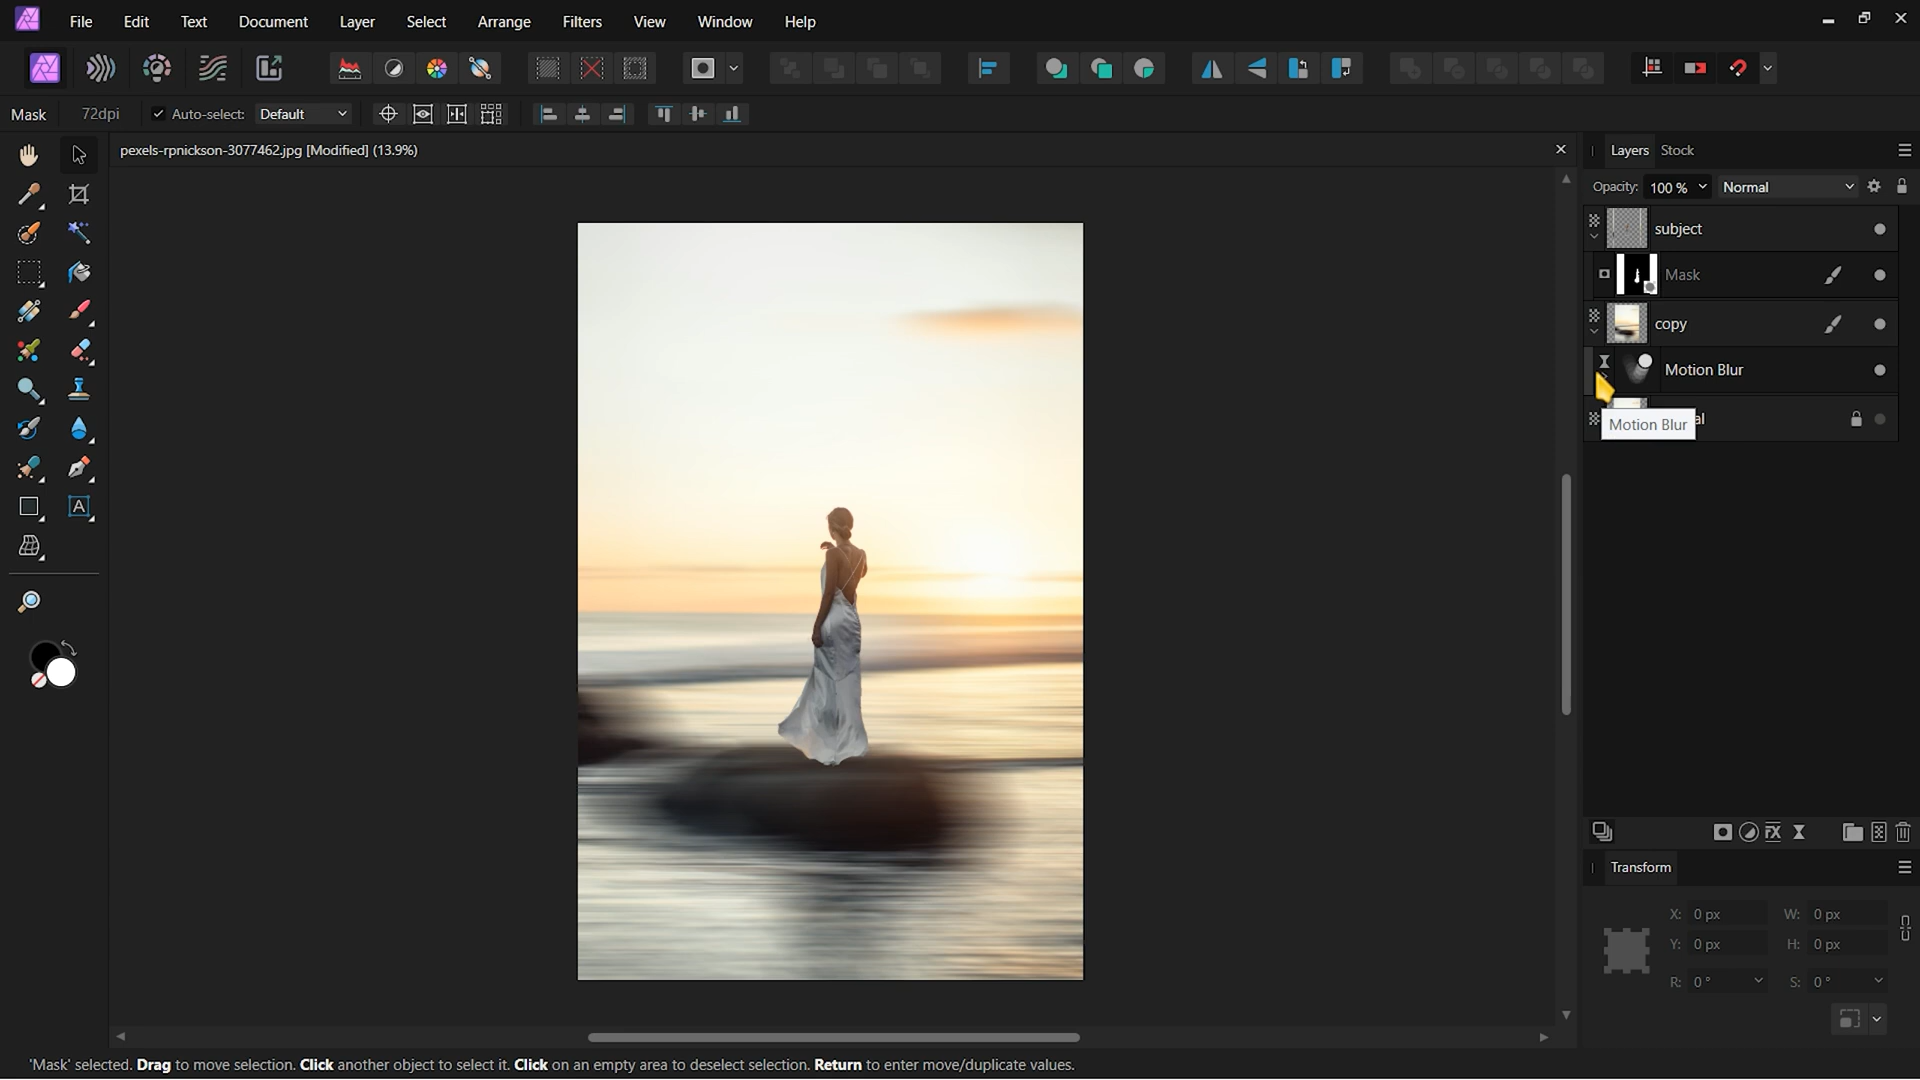 File Edit Text Document Layer Select Arrange Filters View Window Help
Mask 72dpi Auto-select: Default
pexels-rpnickson-3077462.jpg [Modified] (13.9%)
Layers Stock
Opacity: 100 % Normal
subject
Mask
copy
Motion Blur
al
Motion Blur
Transform
X: 0 px W: 0 px
Y: 0 px H: 0 px
R: 0 ° S: 0 °
'Mask' selected. Drag to move selection. Click another object to select it. Click on an empty area to deselect selection. Return to enter move/duplicate values.